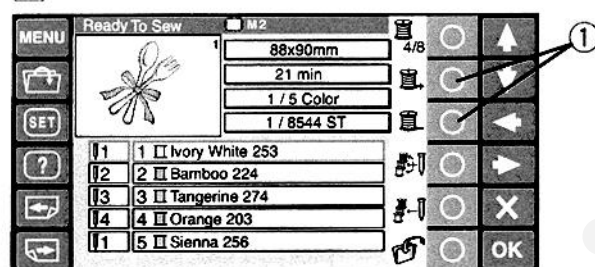 Ready To Sew M2
MENU
1
88x90mm
4/8
1
21 min
1 / 5 Color
SET
1 / 8544 ST
?
1 1 Ivory White 253
2 2 Bamboo 224
3 3 Tangerine 274
4 4 Orange 203
1 5 Sienna 256
X
OK